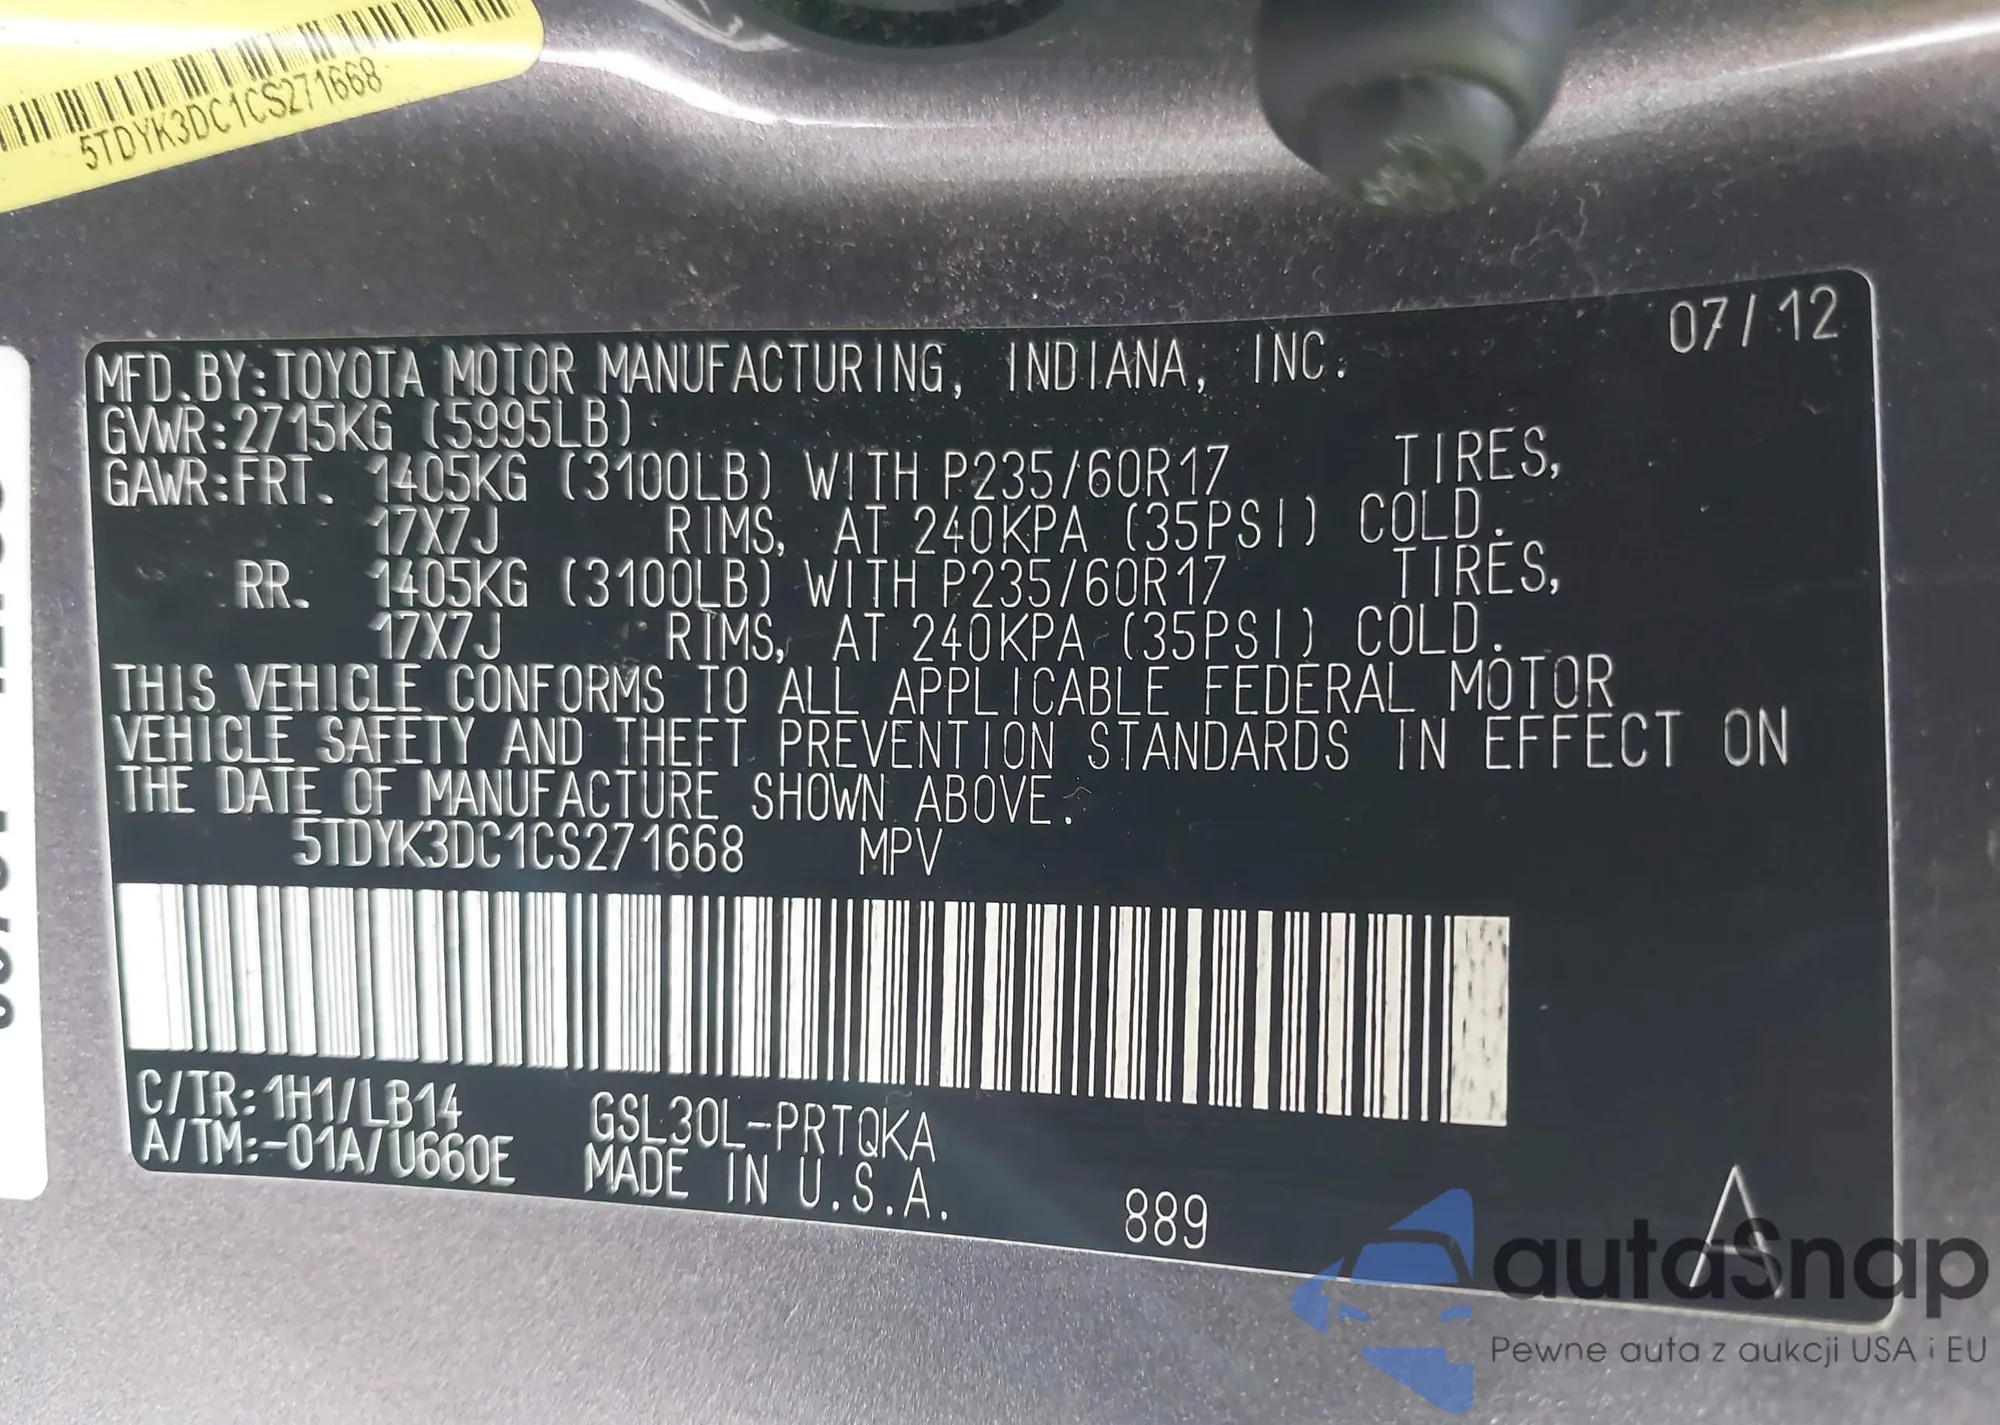 5TDYK3DC1CS271668
07/12
MFD.BY:TOYOTA MOTOR MANUFACTURING, INDIANA, INC.
GVWR:2715KG (5995LB)
GAWR:FRT. 1405KG (3100LB) WITH P235/60R17 TIRES,
17X7J RIMS, AT 240KPA (35PSI) COLD.
RR. 1405KG (3100LB) WITH P235/60R17 TIRES,
17X7J RIMS, AT 240KPA (35PSI) COLD.
THIS VEHICLE CONFORMS TO ALL APPLICABLE FEDERAL MOTOR
VEHICLE SAFETY AND THEFT PREVENTION STANDARDS IN EFFECT ON
THE DATE OF MANUFACTURE SHOWN ABOVE.
5TDYK3DC1CS271668 MPV
C/TR:1H1/LB14 GSL30L-PRTQKA
A/TM:-01A/U660E MADE IN U.S.A.
889
A
autoSnap
Pewne auta z aukcji USA i EU